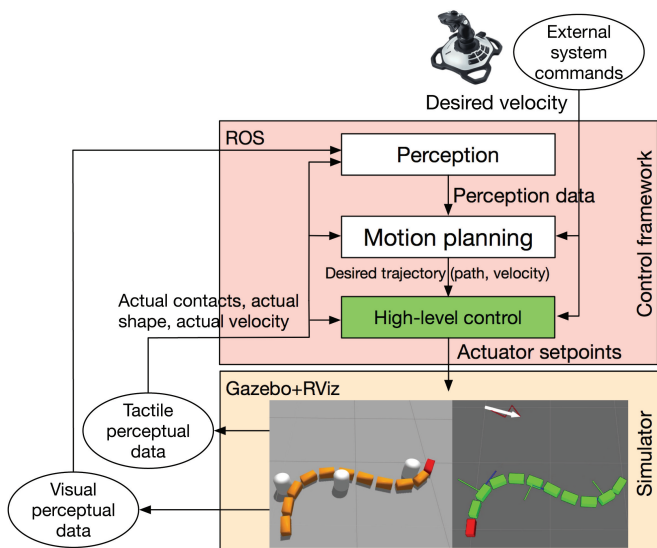 External
system
commands
Desired velocity
ROS
Perception
Perception data
Motion planning
Desired trajectory (path, velocity)
Actual contacts, actual
shape, actual velocity
High-level control
Actuator setpoints
Control framework
Gazebo+RViz
Tactile
perceptual
data
Visual
perceptual
data
Simulator